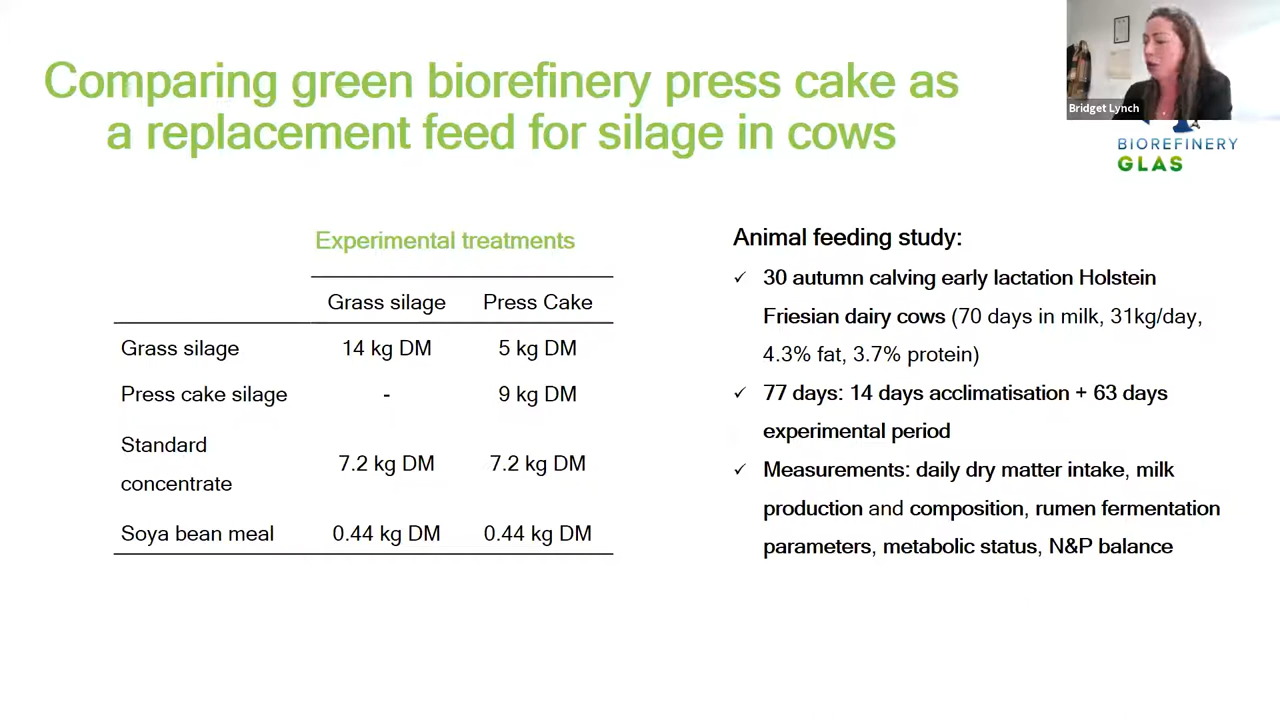 Comparing green biorefinery press cake as
a replacement feed for silage in cows
Bridget Lynch
BIOREFINERY
GLAS
Experimental treatments
Grass silage Press Cake
Grass silage 14 kg DM 5 kg DM
Press cake silage - 9 kg DM
Standard
concentrate 7.2 kg DM 7.2 kg DM
Soya bean meal 0.44 kg DM 0.44 kg DM
Animal feeding study:
✓ 30 autumn calving early lactation Holstein
Friesian dairy cows (70 days in milk, 31kg/day,
4.3% fat, 3.7% protein)
✓ 77 days: 14 days acclimatisation + 63 days
experimental period
✓ Measurements: daily dry matter intake, milk
production and composition, rumen fermentation
parameters, metabolic status, N&P balance